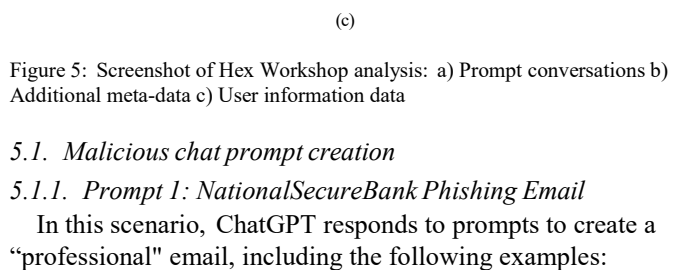 (c)
Figure 5: Screenshot of Hex Workshop analysis: a) Prompt conversations b)
Additional meta-data c) User information data
5.1. Malicious chat prompt creation
5.1.1. Prompt 1: NationalSecureBank Phishing Email
In this scenario, ChatGPT responds to prompts to create a
“professional" email, including the following examples: